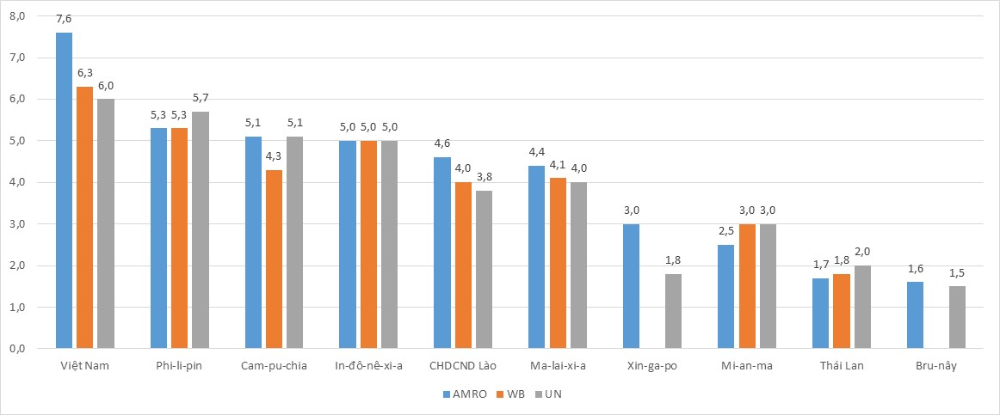 8,0
7,0
6,0
5,0
4,0
3,0
2,0
1,0
0,0
7,6 6,3 6,0
5,3 5,3 5,7
5,1 4,3 5,1
5,0 5,0 5,0
4,6 4,0 3,8
4,4 4,1 4,0
3,0 1,8
2,5 3,0 3,0
1,7 1,8 2,0
1,6 1,5
Việt Nam Phi-li-pin Cam-pu-chia In-đô-nê-xi-a CHDCND Lào Ma-lai-xi-a Xin-ga-po Mi-an-ma Thái Lan Bru-nây
AMRO WB UN